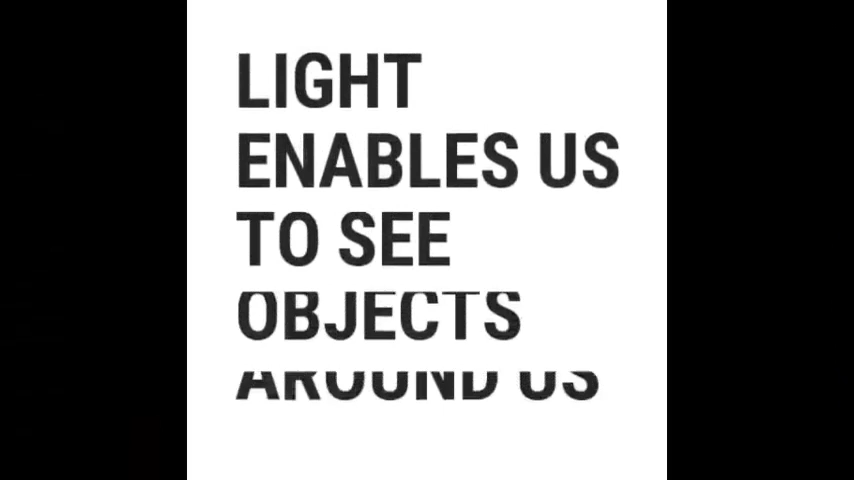 LIGHT
ENABLES US
TO SEE
OBJECTS
AROUND US